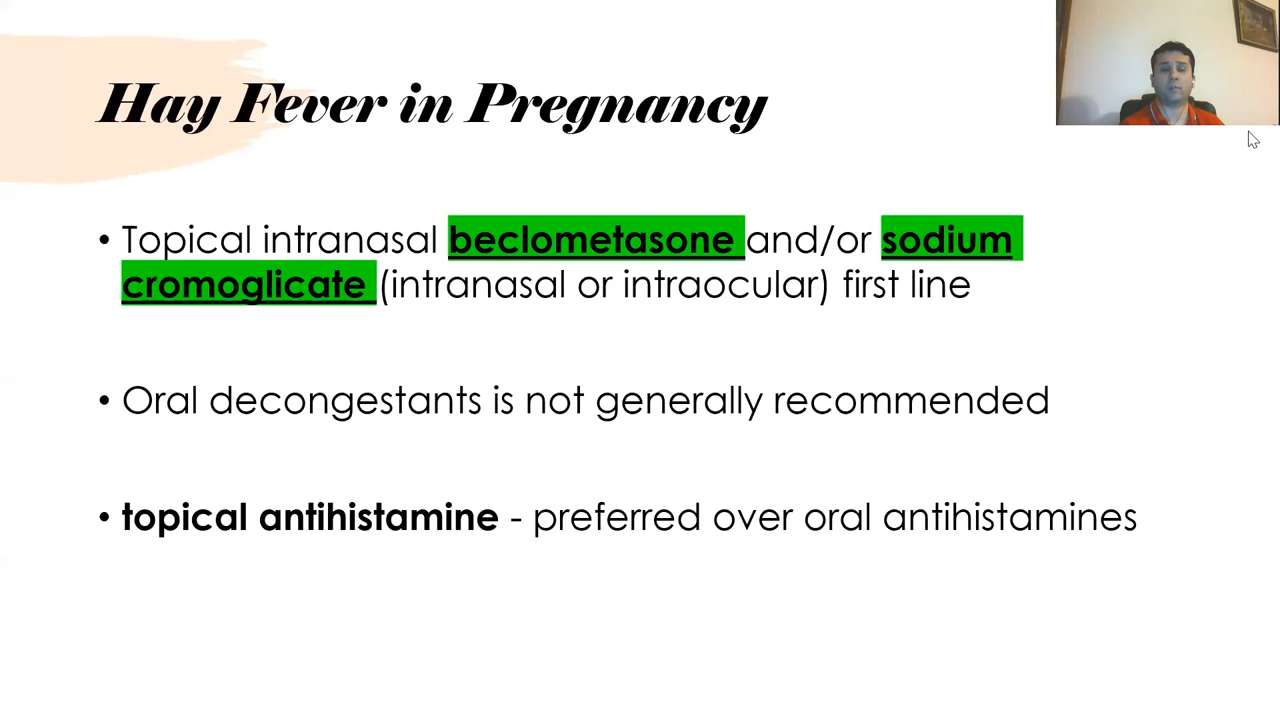 Hay Fever in Pregnancy
• Topical intranasal beclometasone and/or sodium
cromoglicate (intranasal or intraocular) first line
• Oral decongestants is not generally recommended
• topical antihistamine - preferred over oral antihistamines